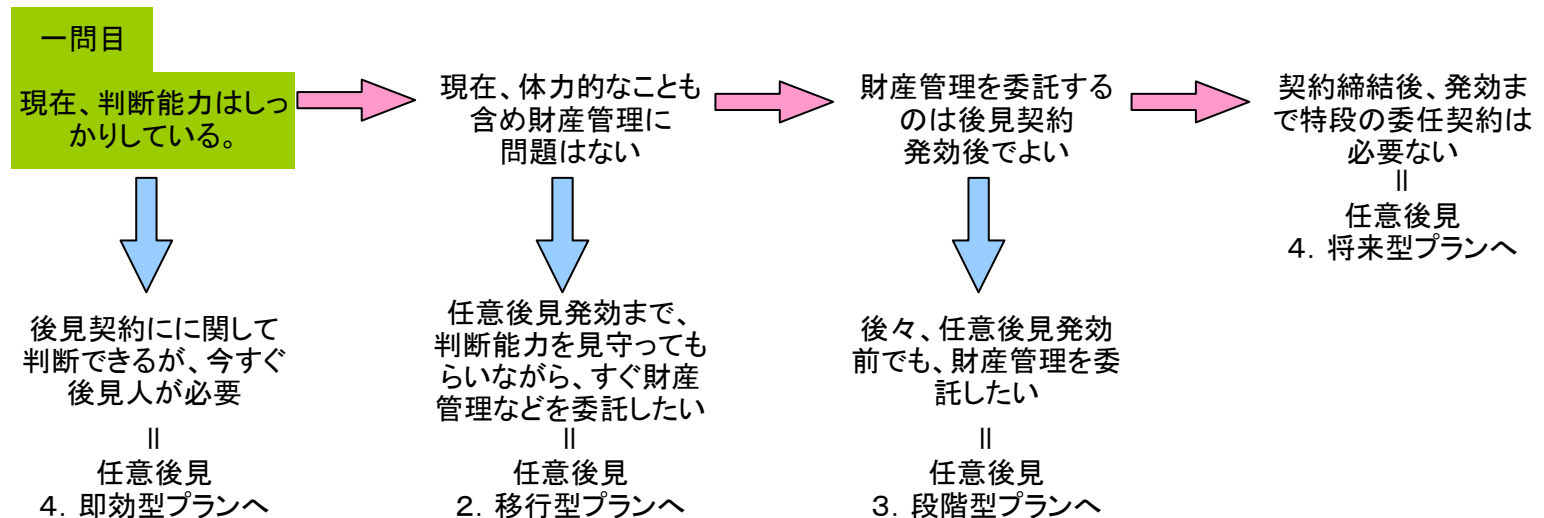 一問目
現在、判断能力はしっ
かりしている。
現在、体力的なことも
含め財産管理に
問題はない
財産管理を委託する
のは後見契約
発効後でよい
契約締結後、発効ま
で特段の委任契約は
必要ない
＝
任意後見
４．将来型プランへ
後見契約にに関して
判断できるが、今すぐ
後見人が必要
＝
任意後見
４．即効型プランへ
任意後見発効まで、
判断能力を見守っても
らいながら、すぐ財産
管理などを委託したい
＝
任意後見
２．移行型プランへ
後々、任意後見発効
前でも、財産管理を委
託したい
＝
任意後見
３．段階型プランへ